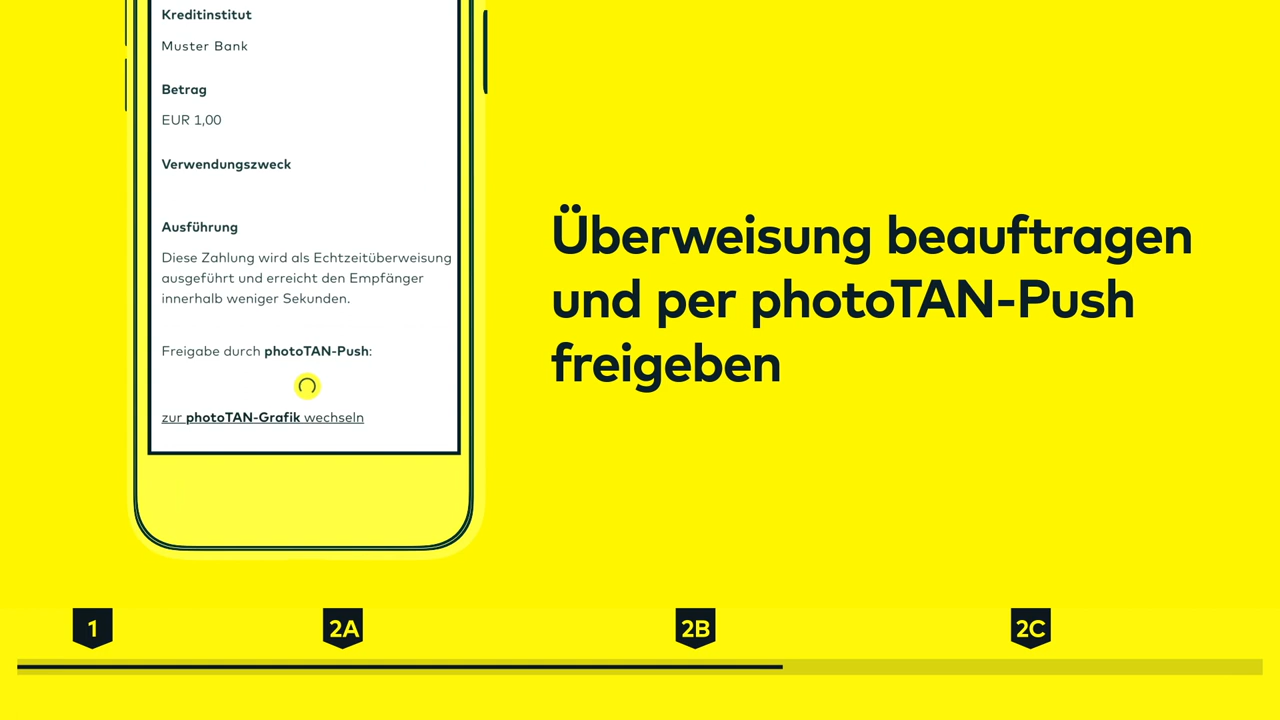 Kreditinstitut
Muster Bank
Betrag
EUR 1,00
Verwendungszweck
Ausführung
Diese Zahlung wird als Echtzeitüberweisung
ausgeführt und erreicht den Empfänger
innerhalb weniger Sekunden.
Freigabe durch photoTAN-Push:
zur photoTAN-Grafik wechseln
Überweisung beauftragen
und per photoTAN-Push
freigeben
1
2A
2B
2C